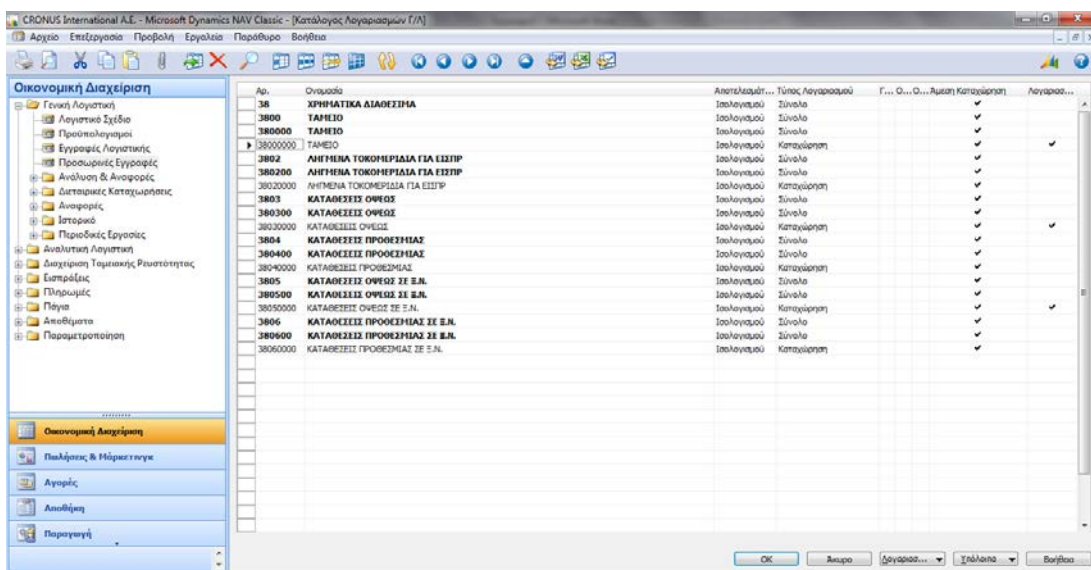 CRONUS International A.E. - Microsoft Dynamics NAV Classic - [Κατάλογος Λογαριασμών Γ/Λ]
Αρχείο Επεξεργασία Προβολή Εργαλεία Παράθυρο Βοήθεια
Οικονομική Διαχείριση
Γενική Λογιστική
Λογιστικό Σχέδιο
Προϋπολογισμοί
Εγγραφές Λογιστικής
Προσωρινές Εγγραφές
Ανάλυση & Αναφορές
Διεταιρικές Καταχωρήσεις
Αναφορές
Ιστορικό
Περιοδικές Εργασίες
Αναλυτική Λογιστική
Διαχείριση Ταμειακής Ρευστότητας
Εισπράξεις
Πληρωμές
Πάγια
Αποθέματα
Παραμετροποίηση
Οικονομική Διαχείριση
Πωλήσεις & Μάρκετινγκ
Αγορές
Αποθήκη
Παραγωγή
Αρ. Ονομασία Αποτελεσμάτ... Τύπος Λογαριασμού Γ... Ο... Ο... Άμεση Καταχώρηση Λογαριασ...
38 ΧΡΗΜΑΤΙΚΑ ΔΙΑΘΕΣΙΜΑ Ισολογισμού Σύνολο
3800 ΤΑΜΕΙΟ Ισολογισμού Σύνολο
380000 ΤΑΜΕΙΟ Ισολογισμού Σύνολο
38000000 ΤΑΜΕΙΟ Ισολογισμού Καταχώρηση
3802 ΛΗΓΜΕΝΑ ΤΟΚΟΜΕΡΙΔΙΑ ΓΙΑ ΕΙΣΠΡ Ισολογισμού Σύνολο
380200 ΛΗΓΜΕΝΑ ΤΟΚΟΜΕΡΙΔΙΑ ΓΙΑ ΕΙΣΠΡ Ισολογισμού Σύνολο
38020000 ΛΗΓΜΕΝΑ ΤΟΚΟΜΕΡΙΔΙΑ ΓΙΑ ΕΙΣΠΡ Ισολογισμού Καταχώρηση
3803 ΚΑΤΑΘΕΣΕΙΣ ΟΨΕΩΣ Ισολογισμού Σύνολο
380300 ΚΑΤΑΘΕΣΕΙΣ ΟΨΕΩΣ Ισολογισμού Σύνολο
38030000 ΚΑΤΑΘΕΣΕΙΣ ΟΨΕΩΣ Ισολογισμού Καταχώρηση
3804 ΚΑΤΑΘΕΣΕΙΣ ΠΡΟΘΕΣΜΙΑΣ Ισολογισμού Σύνολο
380400 ΚΑΤΑΘΕΣΕΙΣ ΠΡΟΘΕΣΜΙΑΣ Ισολογισμού Σύνολο
38040000 ΚΑΤΑΘΕΣΕΙΣ ΠΡΟΘΕΣΜΙΑΣ Ισολογισμού Καταχώρηση
3805 ΚΑΤΑΘΕΣΕΙΣ ΟΨΕΩΣ ΣΕ Ξ.Ν. Ισολογισμού Σύνολο
380500 ΚΑΤΑΘΕΣΕΙΣ ΟΨΕΩΣ ΣΕ Ξ.Ν. Ισολογισμού Σύνολο
38050000 ΚΑΤΑΘΕΣΕΙΣ ΟΨΕΩΣ ΣΕ Ξ.Ν. Ισολογισμού Καταχώρηση
3806 ΚΑΤΑΘΕΣΕΙΣ ΠΡΟΘΕΣΜΙΑΣ ΣΕ Ξ.Ν. Ισολογισμού Σύνολο
380600 ΚΑΤΑΘΕΣΕΙΣ ΠΡΟΘΕΣΜΙΑΣ ΣΕ Ξ.Ν. Ισολογισμού Σύνολο
38060000 ΚΑΤΑΘΕΣΕΙΣ ΠΡΟΘΕΣΜΙΑΣ ΣΕ Ξ.Ν. Ισολογισμού Καταχώρηση
OK Άκυρο Λογαριασ... Υπόλοιπο Βοήθεια